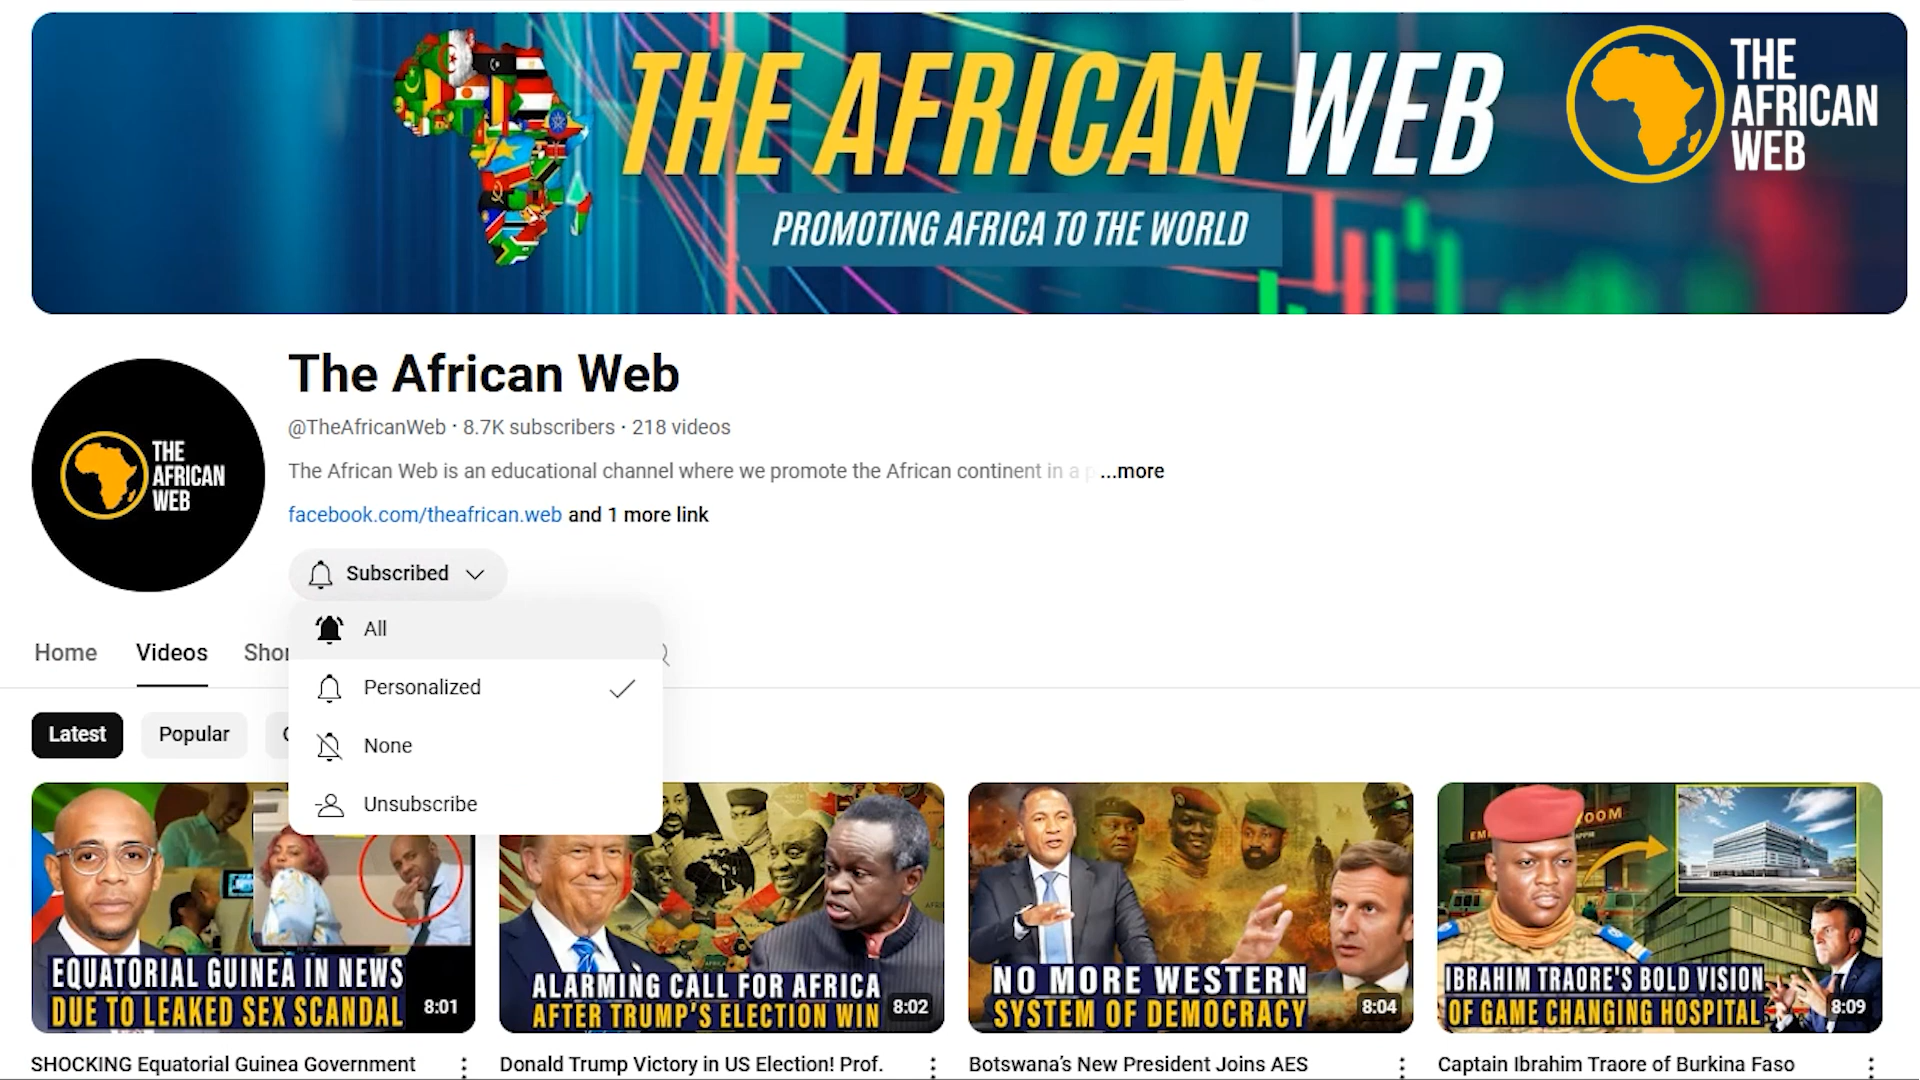 THE AFRICAN WEB
PROMOTING AFRICA TO THE WORLD
THE
AFRICAN
WEB
THE
AFRICAN
WEB
The African Web
@TheAfricanWeb · 8.7K subscribers · 218 videos
The African Web is an educational channel where we promote the African continent in a p ...more
facebook.com/theafrican.web and 1 more link
Subscribed
All
Personalized
None
Unsubscribe
Home Videos Shor
Latest Popular
EQUATORIAL GUINEA IN NEWS
DUE TO LEAKED SEX SCANDAL
8:01
ALARMING CALL FOR AFRICA
AFTER TRUMP'S ELECTION WIN
8:02
NO MORE WESTERN
SYSTEM OF DEMOCRACY
8:04
IBRAHIM TRAORE'S BOLD VISION
OF GAME CHANGING HOSPITAL
8:09
SHOCKING Equatorial Guinea Government
Donald Trump Victory in US Election! Prof.
Botswana's New President Joins AES
Captain Ibrahim Traore of Burkina Faso